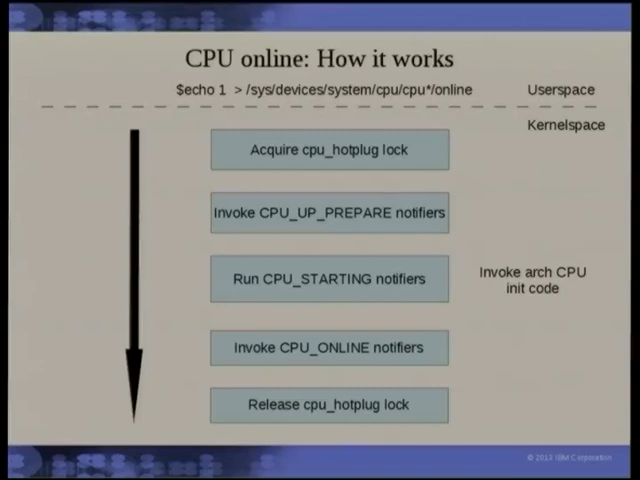 CPU online: How it works
$echo 1 > /sys/devices/system/cpu/cpu*/online
Userspace
Kernelspace
Acquire cpu_hotplug lock
Invoke CPU_UP_PREPARE notifiers
Run CPU_STARTING notifiers
Invoke arch CPU
init code
Invoke CPU_ONLINE notifiers
Release cpu_hotplug lock
© 2013 IBM Corporation